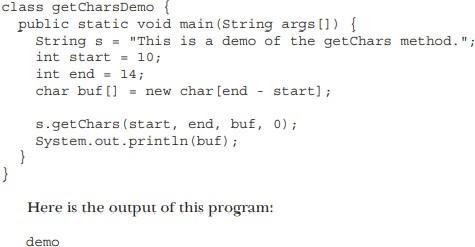 class getCharsDemo {
  public static void main(String args[]) {
    String s = "This is a demo of the getChars method.";
    int start = 10;
    int end = 14;
    char buf[] = new char[end - start];

    s.getChars(start, end, buf, 0);
    System.out.println(buf);
  }
}

Here is the output of this program:

demo